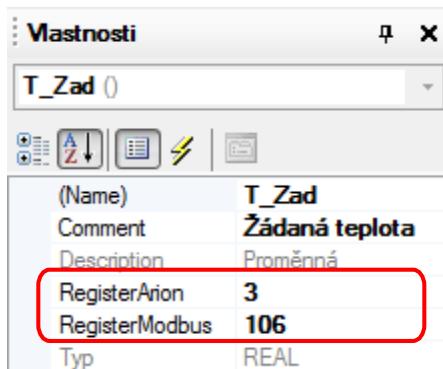 Vlastnosti
T_Zad ()
(Name) T_Zad
Comment Žádaná teplota
Description Proměnná
RegisterArion 3
RegisterModbus 106
Typ REAL